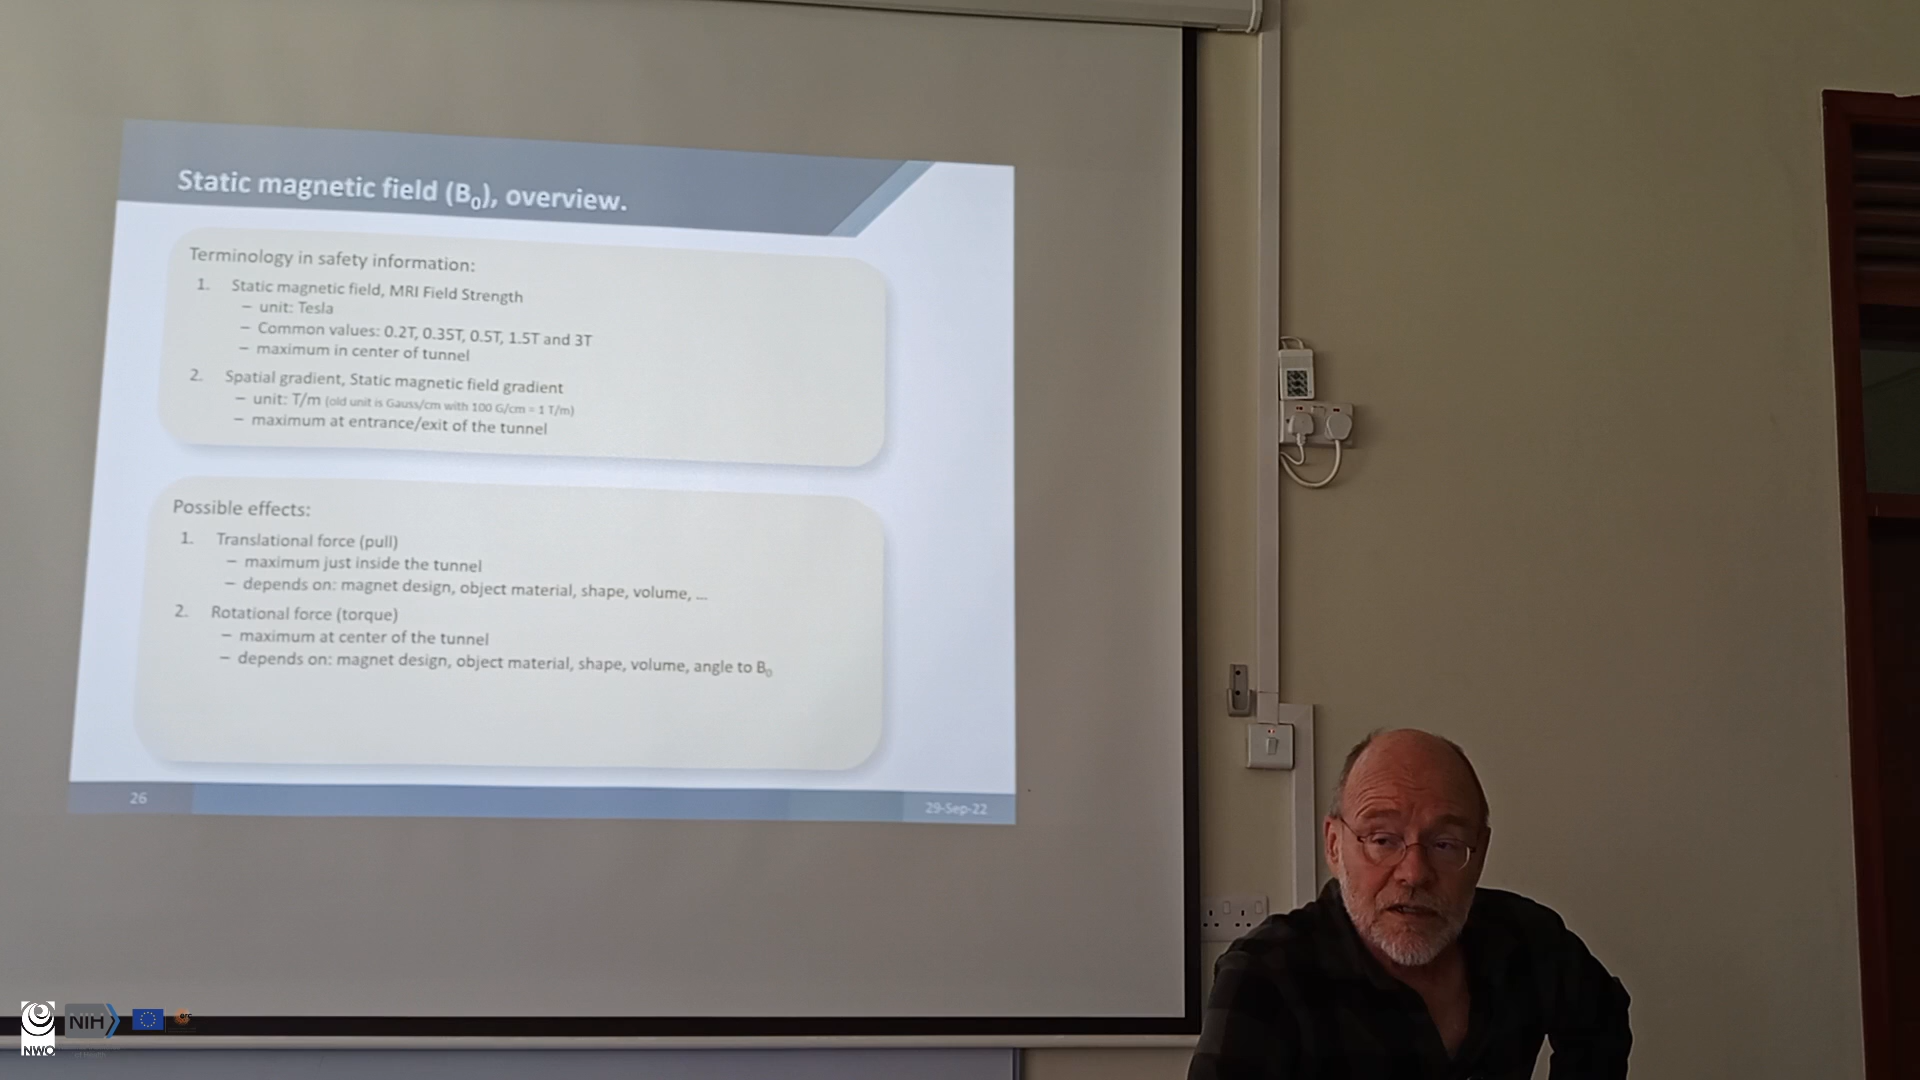 Static magnetic field (B₀), overview.
Terminology in safety information:
1. Static magnetic field, MRI Field Strength
– unit: Tesla
– Common values: 0.2T, 0.35T, 0.5T, 1.5T and 3T
– maximum in center of tunnel
2. Spatial gradient, Static magnetic field gradient
– unit: T/m (old unit is Gauss/cm with 100 G/cm = 1 T/m)
– maximum at entrance/exit of the tunnel
Possible effects:
1. Translational force (pull)
– maximum just inside the tunnel
– depends on: magnet design, object material, shape, volume, ...
2. Rotational force (torque)
– maximum at center of the tunnel
– depends on: magnet design, object material, shape, volume, angle to B₀
26
29-Sep-22
NWO
NIH
erc